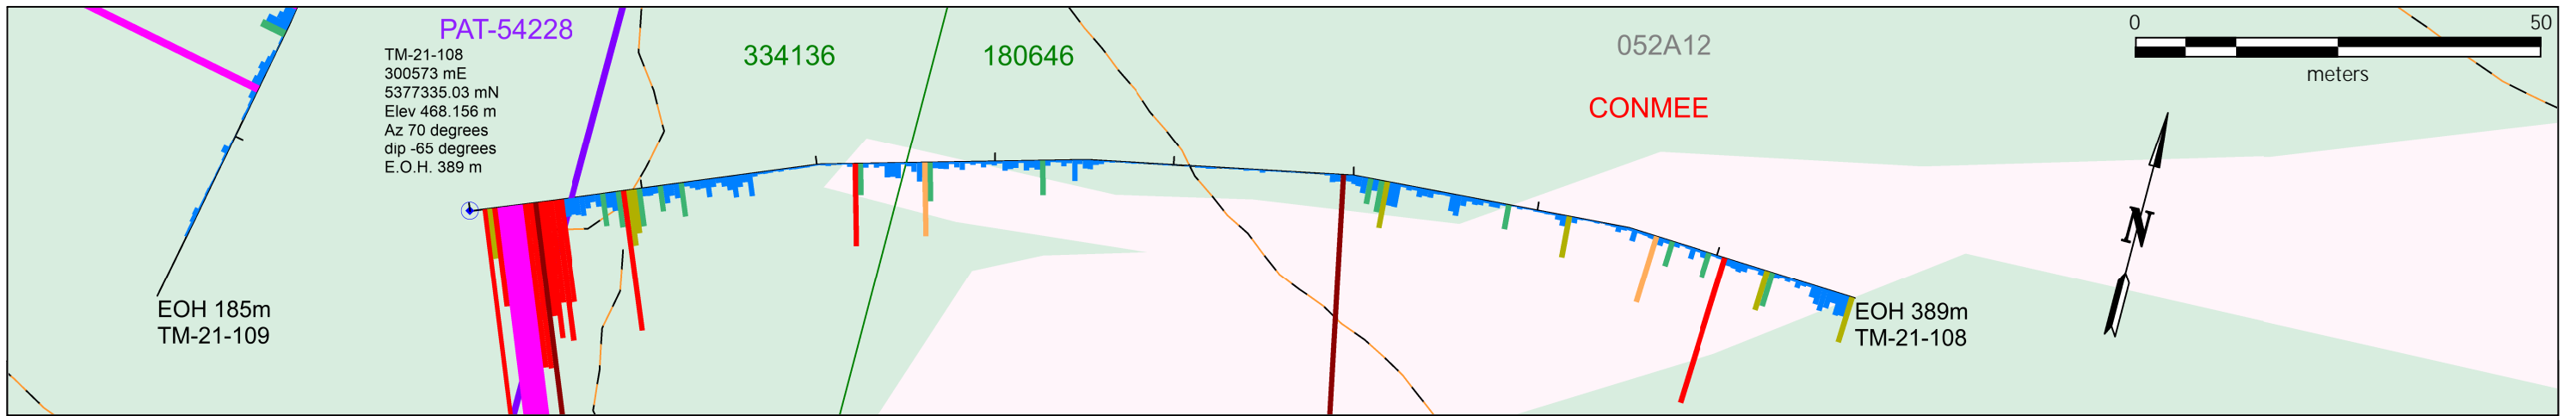 PAT-54228
TM-21-108
300573 mE
5377335.03 mN
Elev 468.156 m
Az 70 degrees
dip -65 degrees
E.O.H. 389 m
334136
180646
052A12
CONMEE
0 50
meters
N
EOH 185m
TM-21-109
EOH 389m
TM-21-108